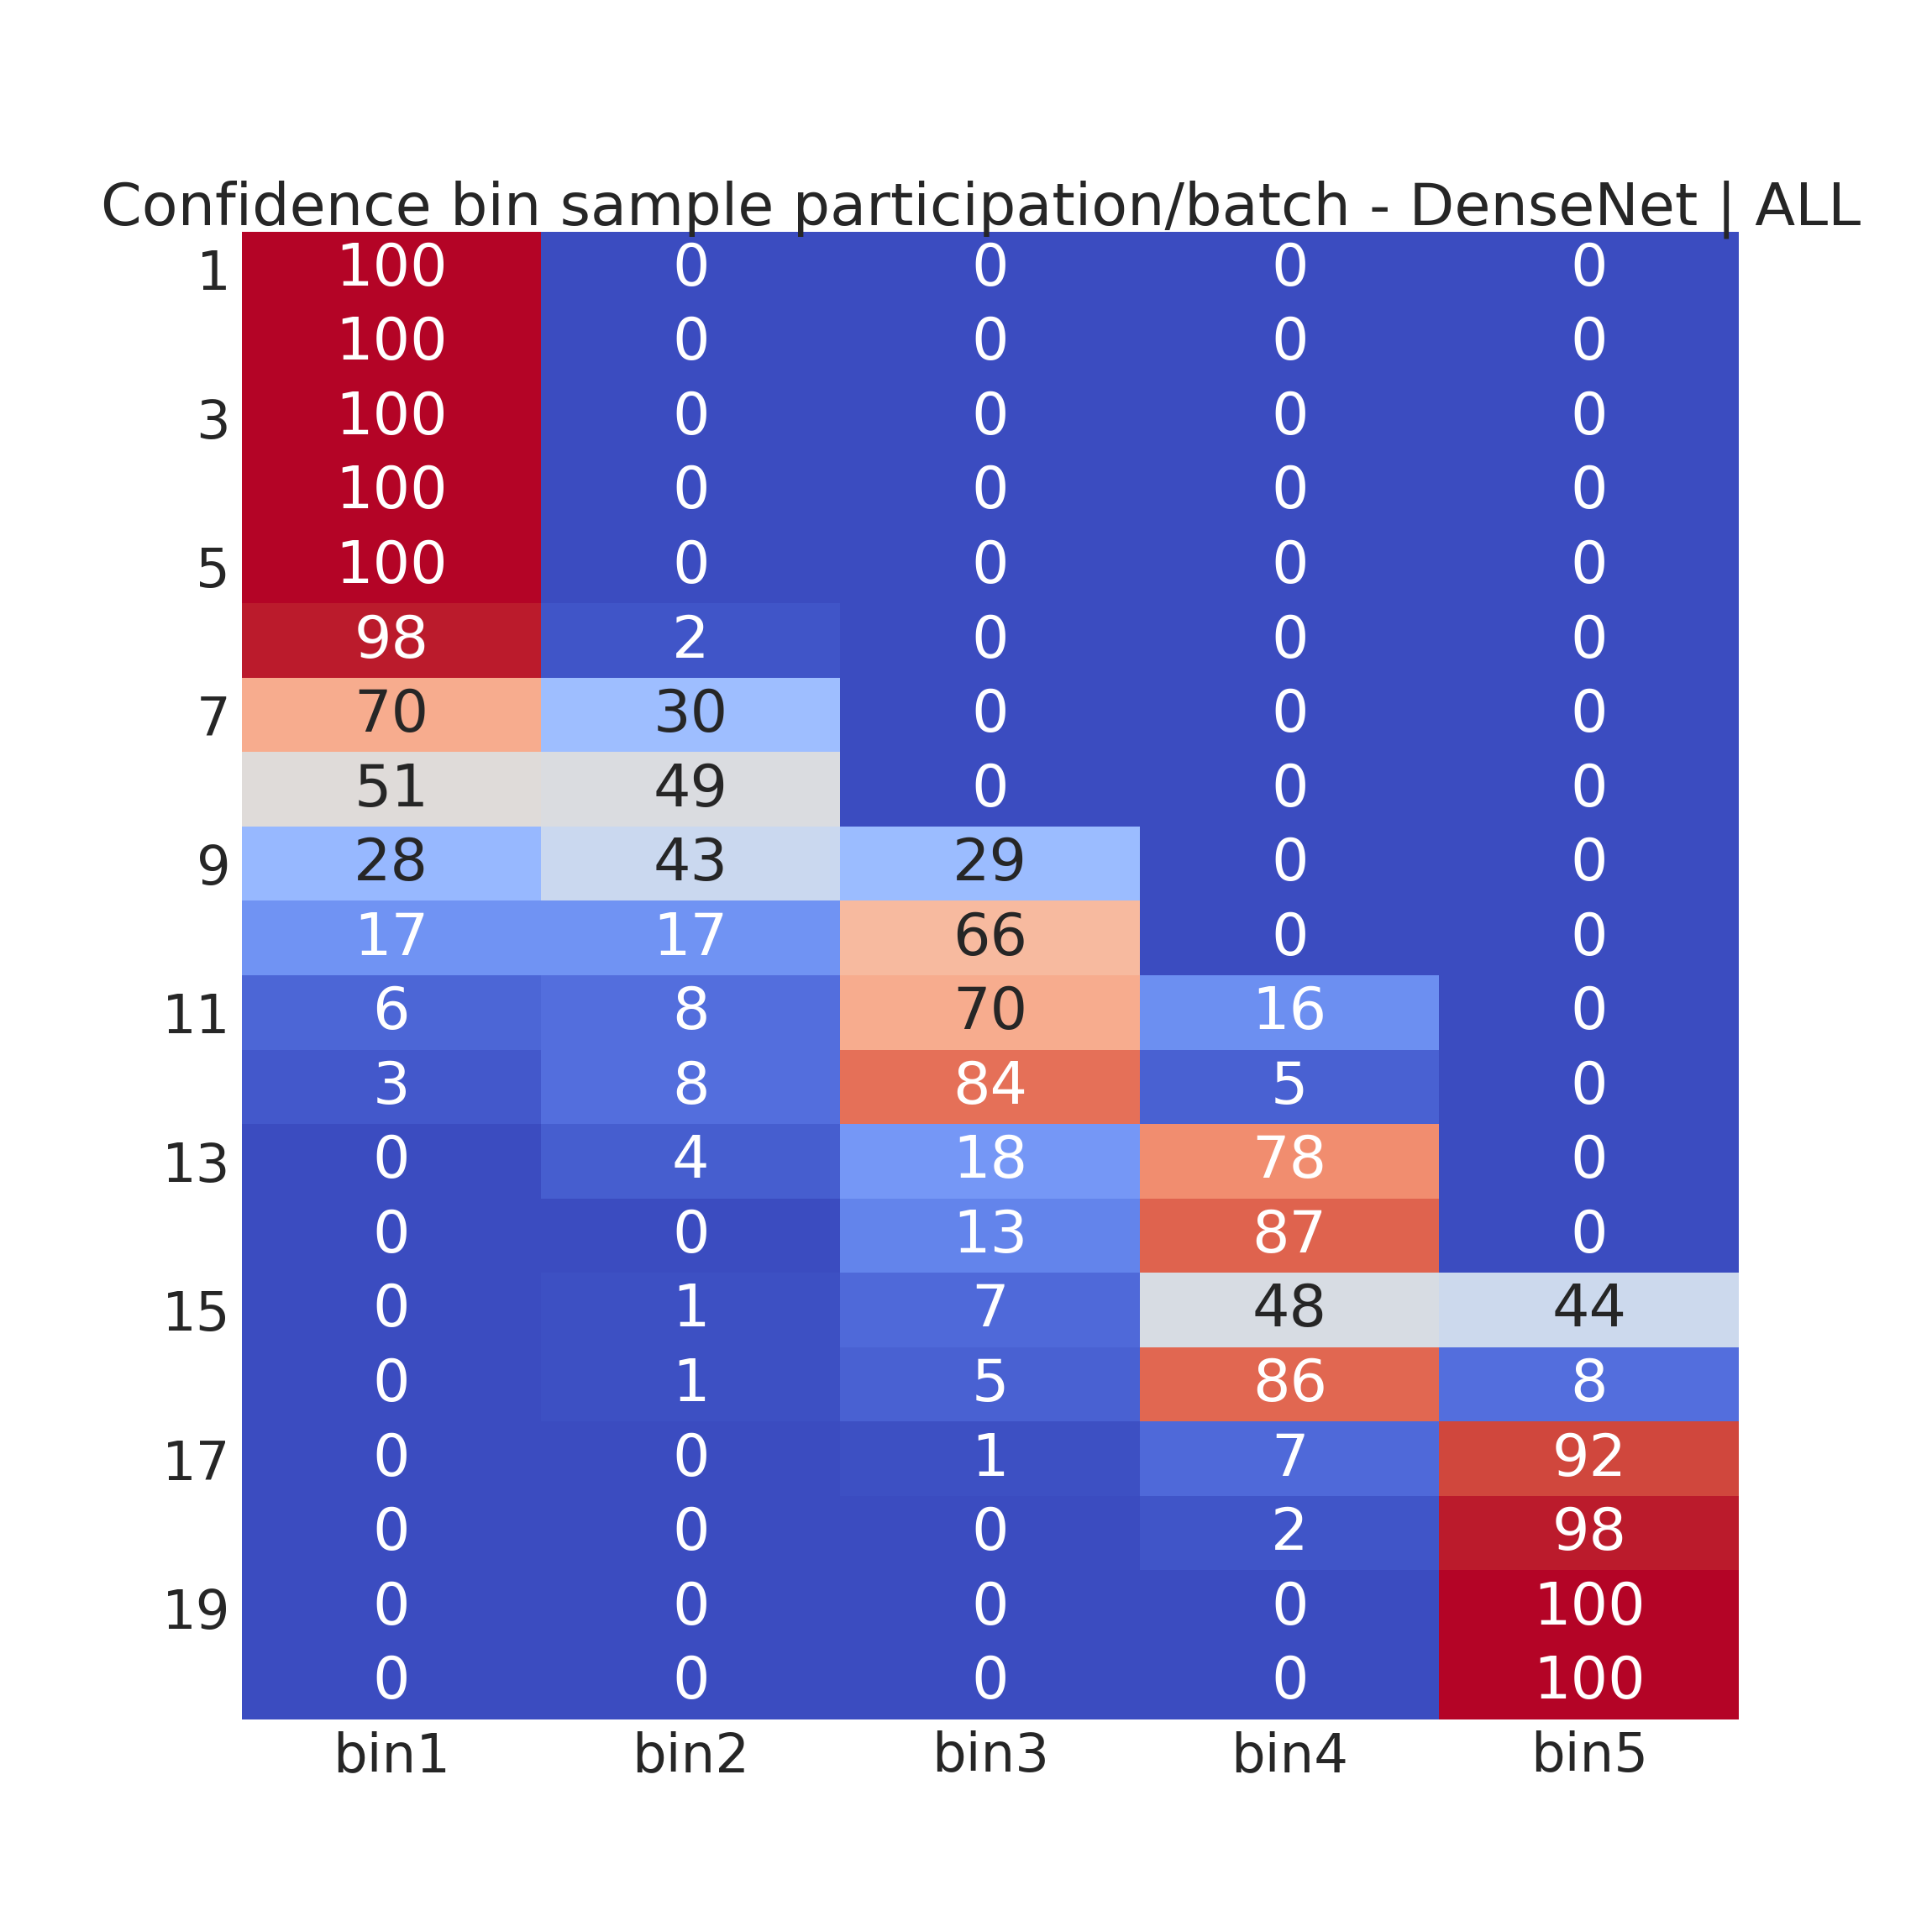 Confidence bin sample participation/batch - DenseNet | ALL
1 100 0 0 0 0
100 0 0 0 0
3 100 0 0 0 0
100 0 0 0 0
5 100 0 0 0 0
98 2 0 0 0
7 70 30 0 0 0
51 49 0 0 0
9 28 43 29 0 0
17 17 66 0 0
11 6 8 70 16 0
3 8 84 5 0
13 0 4 18 78 0
0 0 13 87 0
15 0 1 7 48 44
0 1 5 86 8
17 0 0 1 7 92
0 0 0 2 98
19 0 0 0 0 100
0 0 0 0 100
bin1 bin2 bin3 bin4 bin5